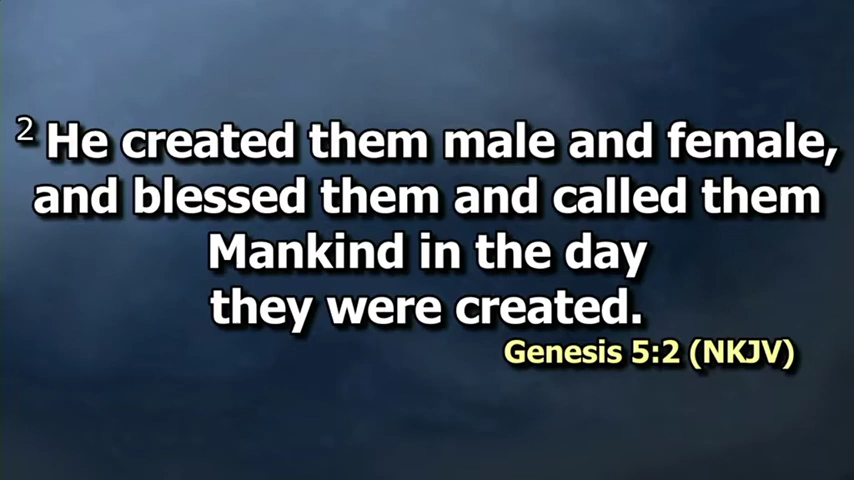 2 He created them male and female,
and blessed them and called them
Mankind in the day
they were created.
Genesis 5:2 (NKJV)